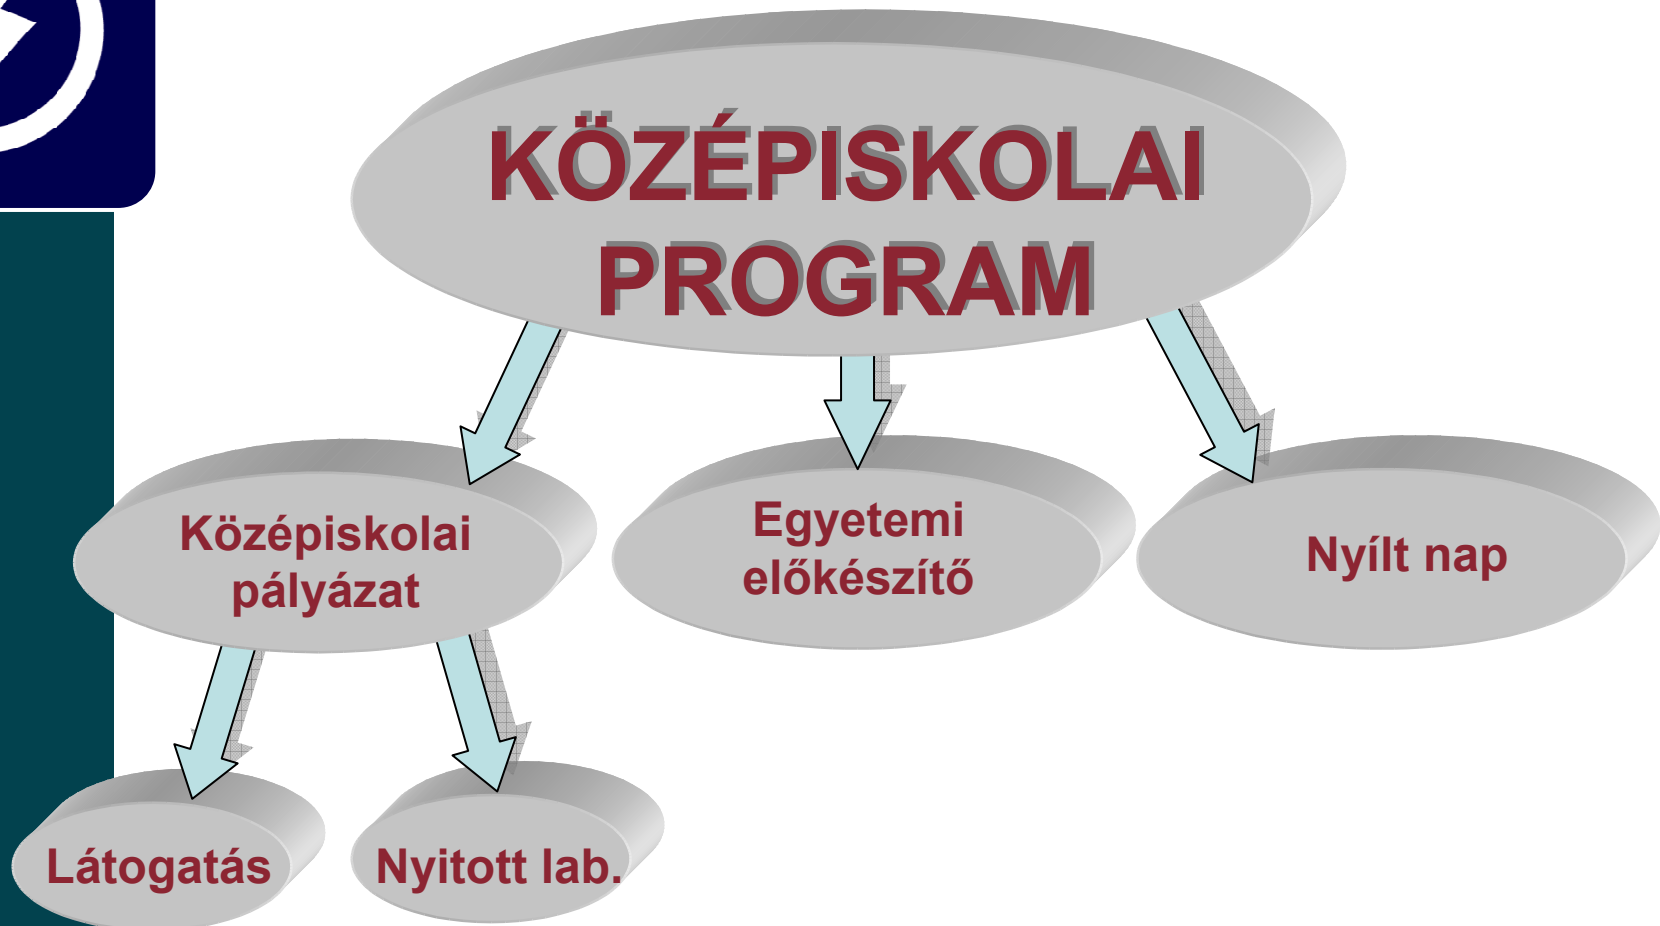 KÖZÉPISKOLAI
PROGRAM
Középiskolai
pályázat
Egyetemi
előkészítő
Nyílt nap
Látogatás
Nyitott lab.